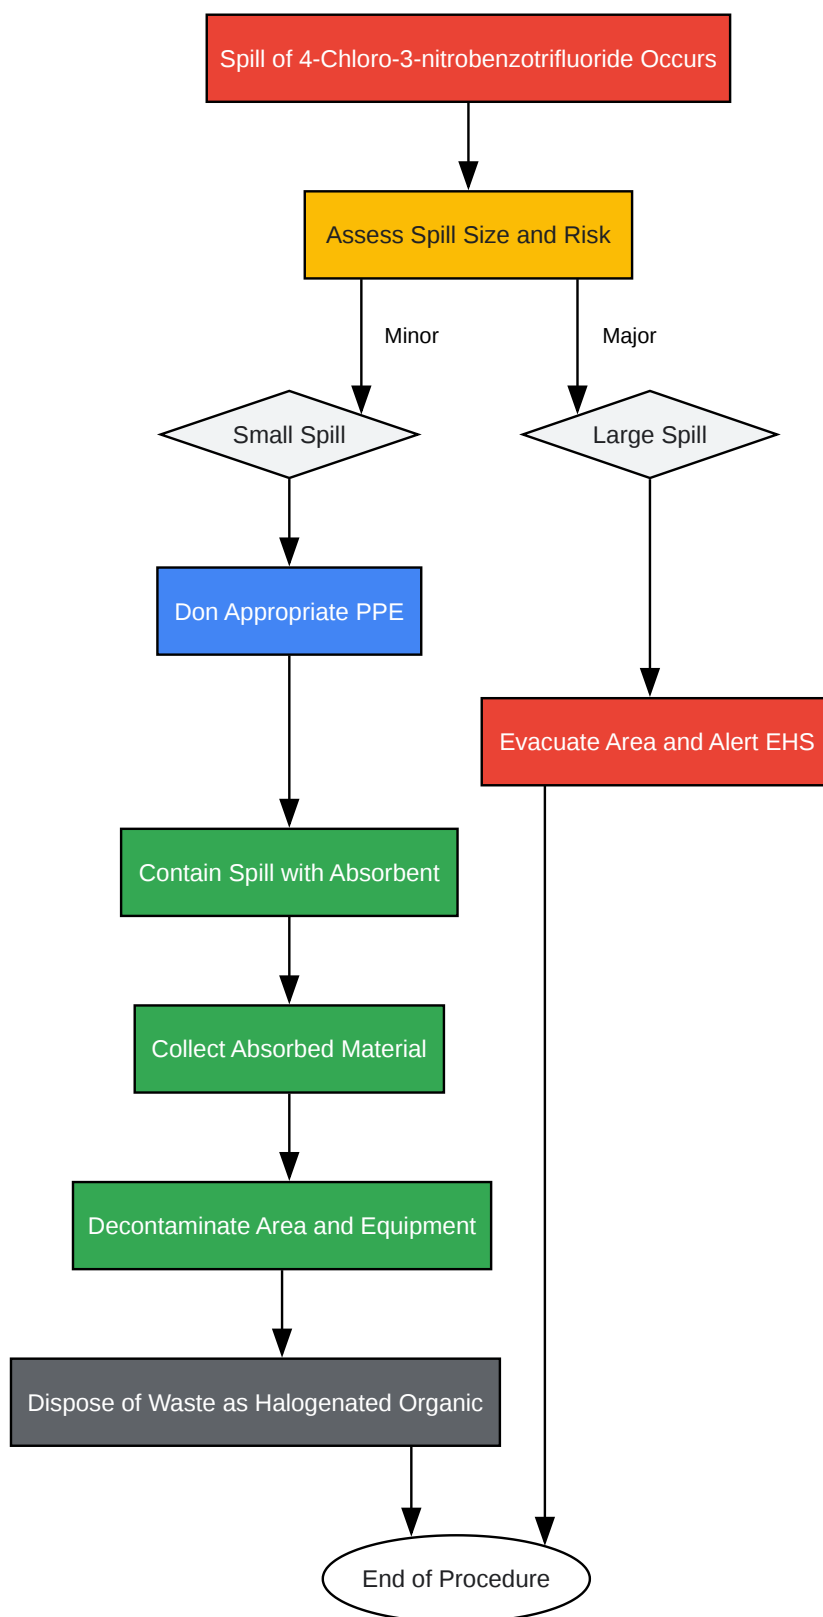 Spill of 4-Chloro-3-nitrobenzotrifluoride Occurs
Assess Spill Size and Risk
Minor
Major
Small Spill
Large Spill
Don Appropriate PPE
Evacuate Area and Alert EHS
Contain Spill with Absorbent
Collect Absorbed Material
Decontaminate Area and Equipment
Dispose of Waste as Halogenated Organic
End of Procedure